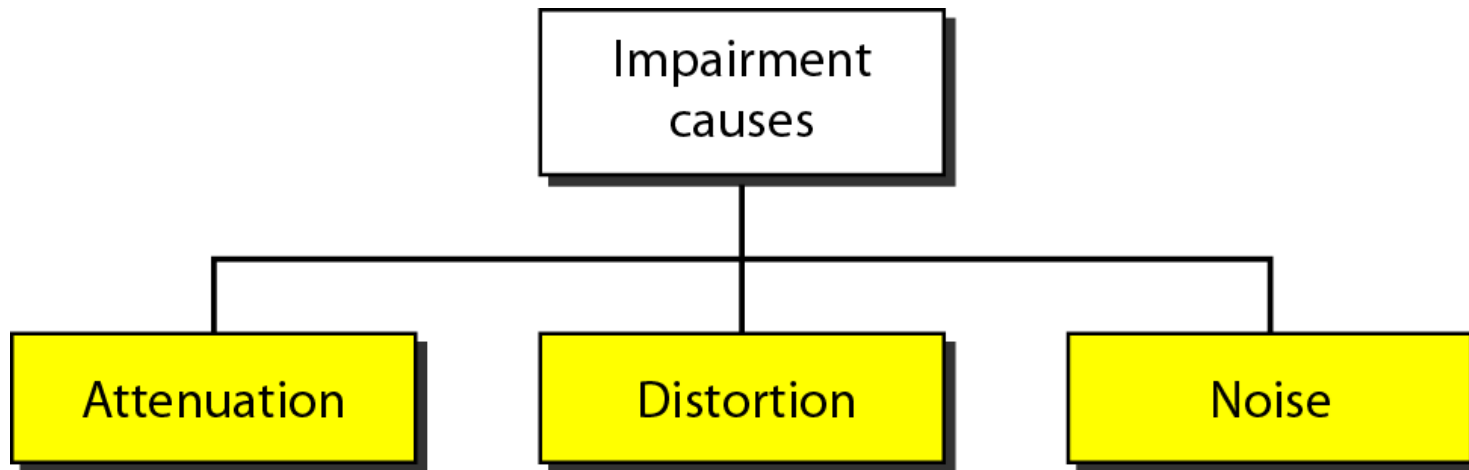 Impairment
causes
Attenuation
Distortion
Noise